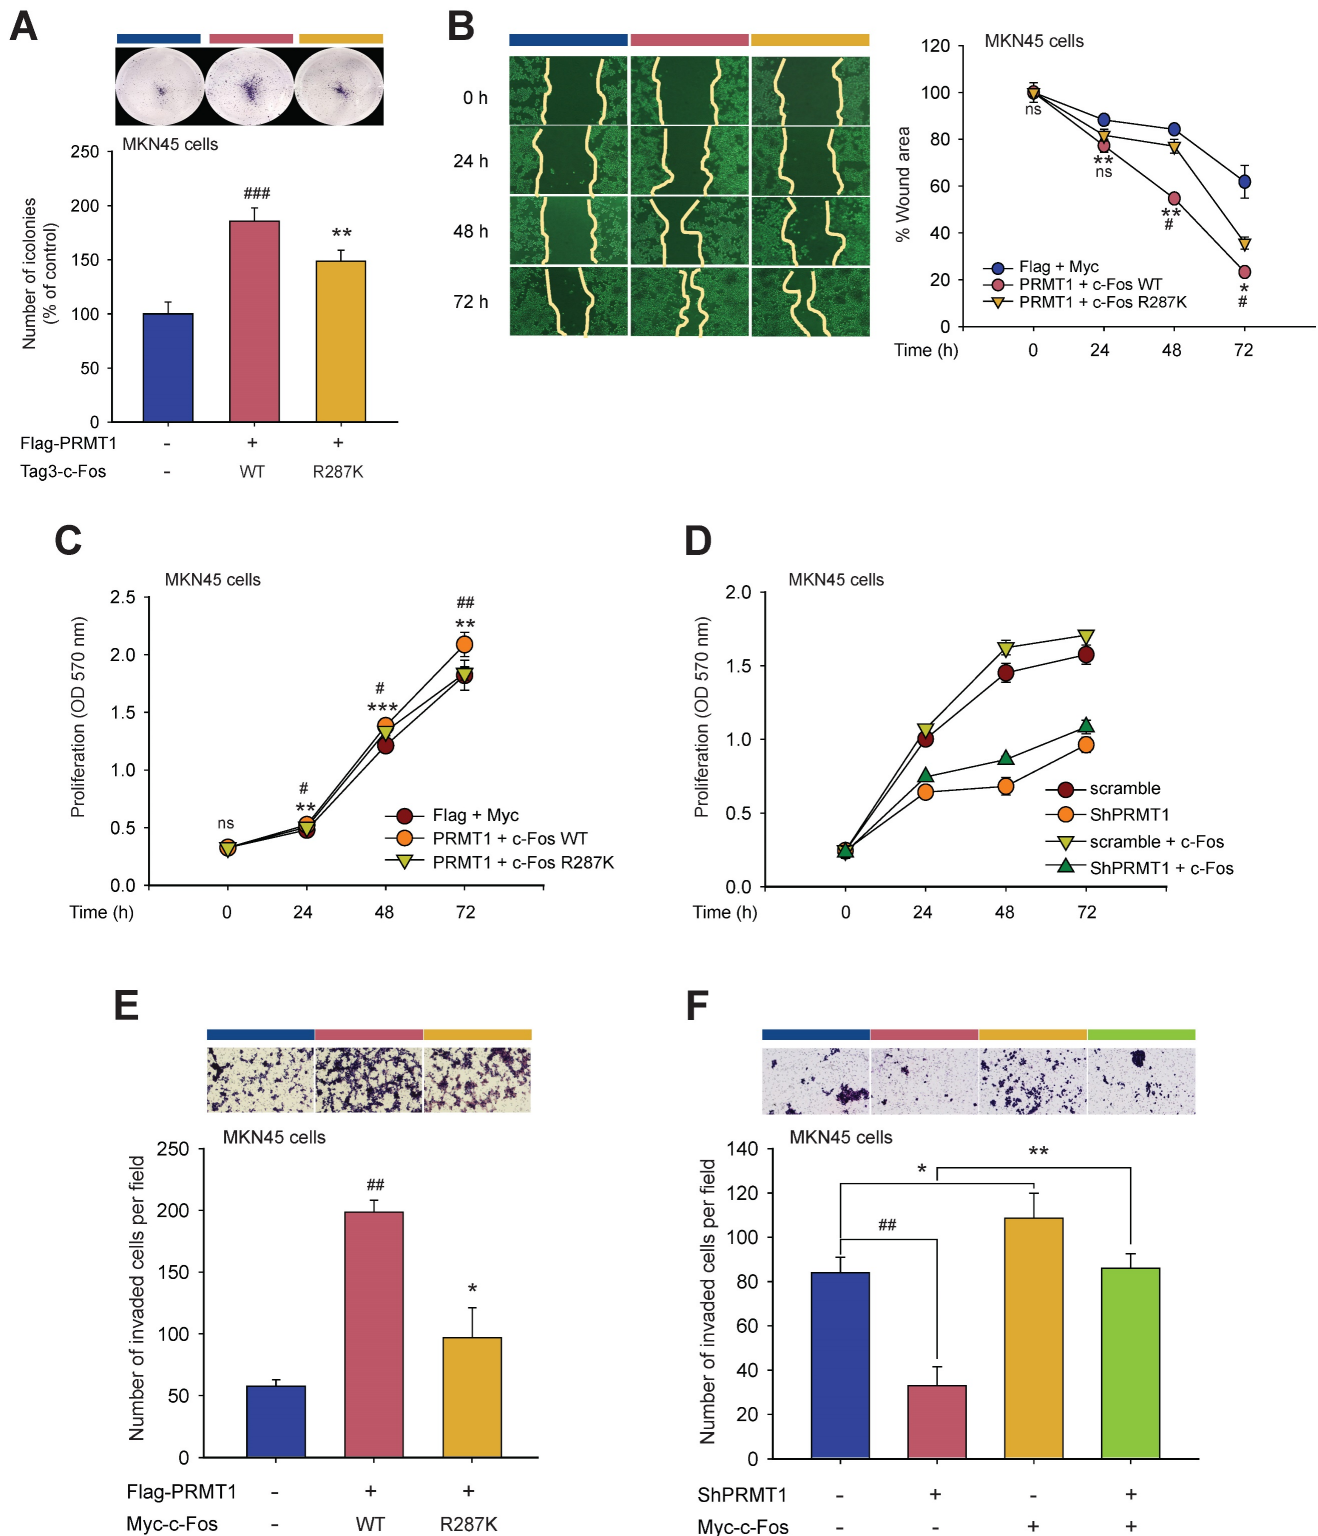 A
MKN45 cells
250
200
150
100
50
0
Number of icolonies
(% of control)
###
**
Flag-PRMT1 - + +
Tag3-c-Fos - WT R287K
B
0 h
24 h
48 h
72 h
MKN45 cells
120
100
80
60
40
20
0
% Wound area
ns
**
ns
**
#
*
#
Flag + Myc
PRMT1 + c-Fos WT
PRMT1 + c-Fos R287K
Time (h) 0 24 48 72
C
MKN45 cells
2.5
2.0
1.5
1.0
0.5
0.0
Proliferation (OD 570 nm)
ns
#
**
#
***
##
**
Flag + Myc
PRMT1 + c-Fos WT
PRMT1 + c-Fos R287K
Time (h) 0 24 48 72
D
MKN45 cells
2.0
1.5
1.0
0.5
0.0
Proliferation (OD 570 nm)
scramble
ShPRMT1
scramble + c-Fos
ShPRMT1 + c-Fos
Time (h) 0 24 48 72
E
MKN45 cells
250
200
150
100
50
0
Number of invaded cells per field
##
*
Flag-PRMT1 - + +
Myc-c-Fos - WT R287K
F
MKN45 cells
140
120
100
80
60
40
20
0
Number of invaded cells per field
**
*
##
ShPRMT1 - + - +
Myc-c-Fos - - + +